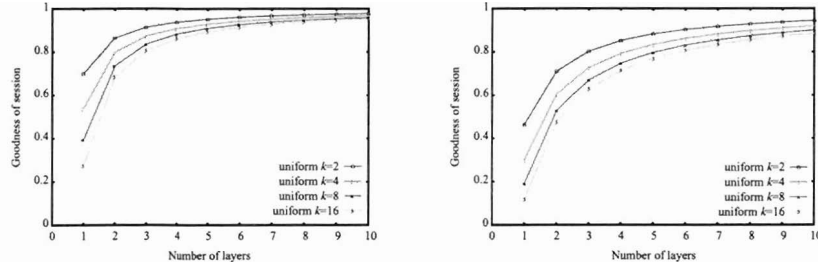 1
0.8
0.6
0.4
0.2
0
Goodness of session
uniform k=2
uniform k=4
uniform k=8
uniform k=16
0 1 2 3 4 5 6 7 8 9 10
Number of layers
1
0.8
0.6
0.4
0.2
0
Goodness of session
uniform k=2
uniform k=4
uniform k=8
uniform k=16
0 1 2 3 4 5 6 7 8 9 10
Number of layers